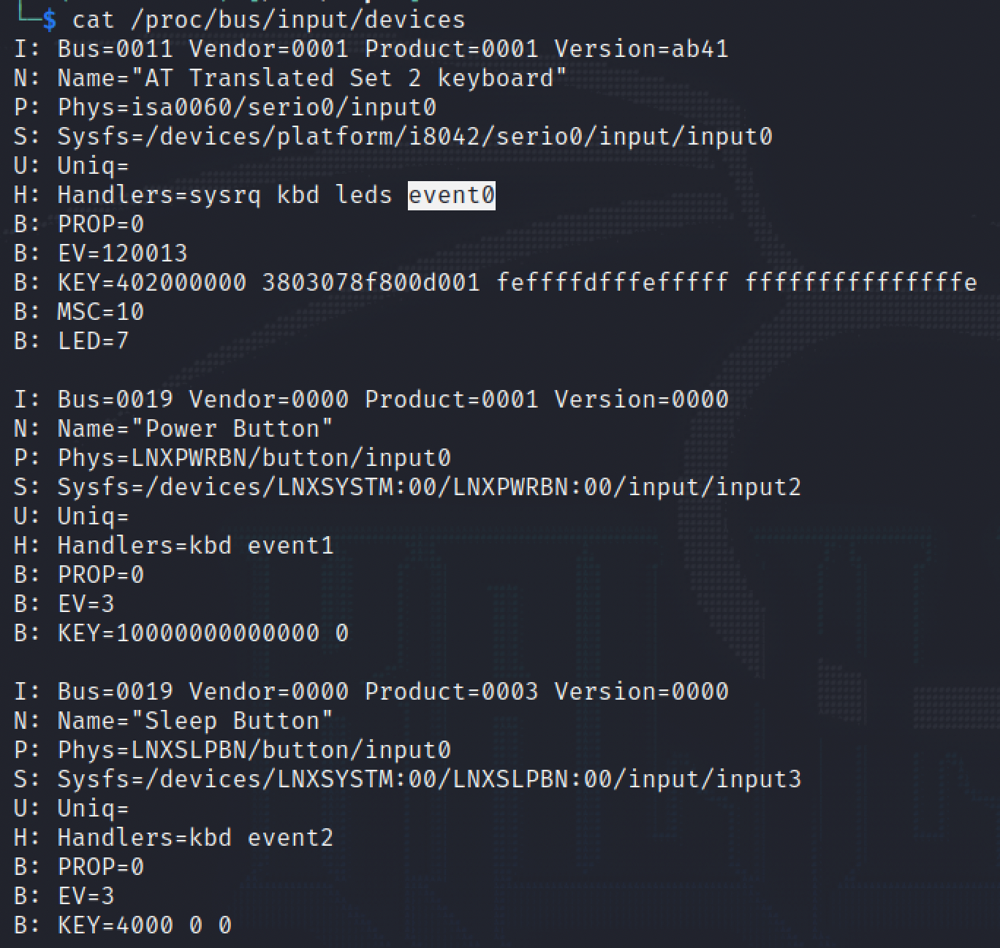 └─$ cat /proc/bus/input/devices
I: Bus=0011 Vendor=0001 Product=0001 Version=ab41
N: Name="AT Translated Set 2 keyboard"
P: Phys=isa0060/serio0/input0
S: Sysfs=/devices/platform/i8042/serio0/input/input0
U: Uniq=
H: Handlers=sysrq kbd leds event0
B: PROP=0
B: EV=120013
B: KEY=402000000 3803078f800d001 feffffdfffefffff fffffffffffffffe
B: MSC=10
B: LED=7

I: Bus=0019 Vendor=0000 Product=0001 Version=0000
N: Name="Power Button"
P: Phys=LNXPWRBN/button/input0
S: Sysfs=/devices/LNXSYSTM:00/LNXPWRBN:00/input/input2
U: Uniq=
H: Handlers=kbd event1
B: PROP=0
B: EV=3
B: KEY=10000000000000 0

I: Bus=0019 Vendor=0000 Product=0003 Version=0000
N: Name="Sleep Button"
P: Phys=LNXSLPBN/button/input0
S: Sysfs=/devices/LNXSYSTM:00/LNXSLPBN:00/input/input3
U: Uniq=
H: Handlers=kbd event2
B: PROP=0
B: EV=3
B: KEY=4000 0 0